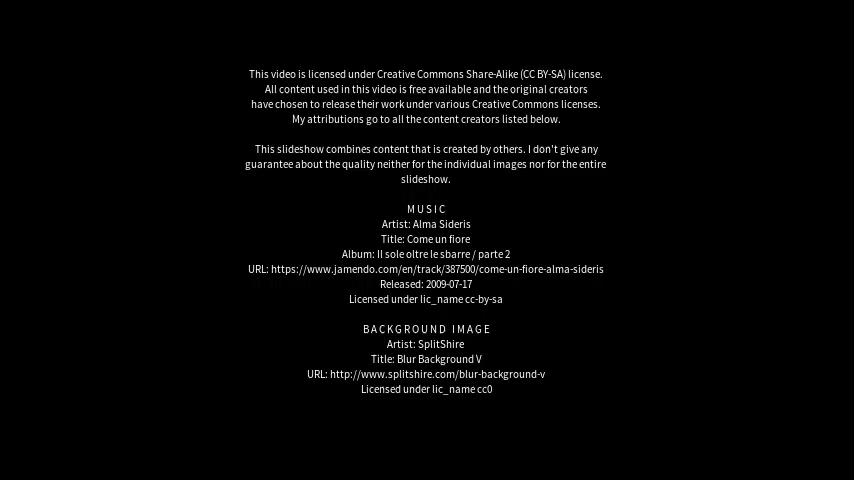 This video is licensed under Creative Commons Share-Alike (CC BY-SA) license.
All content used in this video is free available and the original creators
have chosen to release their work under various Creative Commons licenses.
My attributions go to all the content creators listed below.
This slideshow combines content that is created by others. I don't give any
guarantee about the quality neither for the individual images nor for the entire
slideshow.
MUSIC
Artist: Alma Sideris
Title: Come un fiore
Album: Il sole oltre le sbarre / parte 2
URL: https://www.jamendo.com/en/track/387500/come-un-fiore-alma-sideris
Released: 2009-07-17
Licensed under lic_name cc-by-sa
BACKGROUND IMAGE
Artist: SplitShire
Title: Blur Background V
URL: http://www.splitshire.com/blur-background-v
Licensed under lic_name cc0